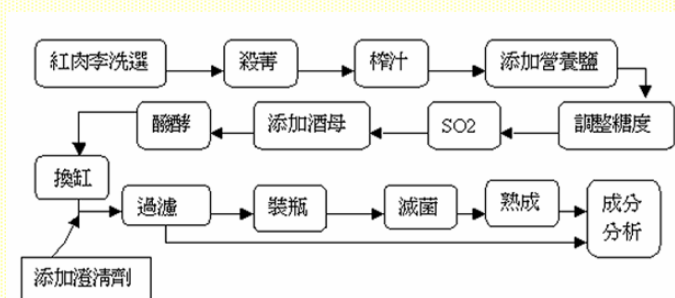 紅肉李洗選
殺菁
榨汁
添加營養鹽
調整糖度
SO2
添加酒母
醱酵
換缸
添加澄清劑
過濾
裝瓶
滅菌
熟成
成分
分析